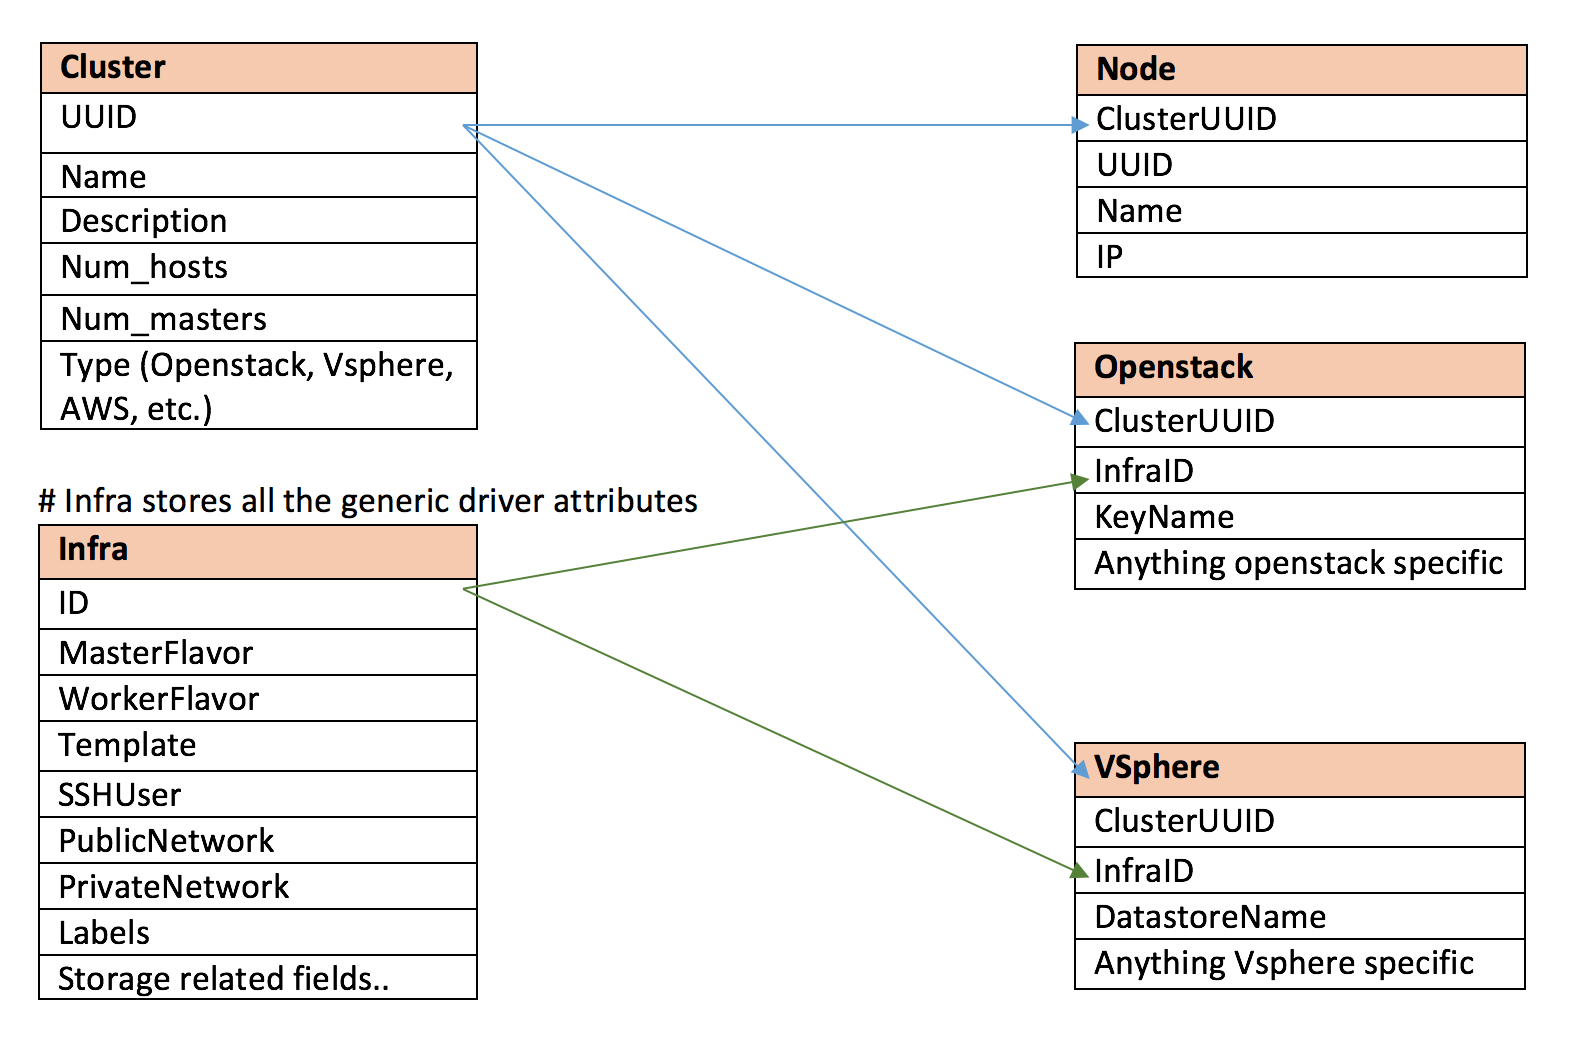 Cluster
UUID
Name
Description
Num_hosts
Num_masters
Type (Openstack, Vsphere,
AWS, etc.)
# Infra stores all the generic driver attributes
Infra
ID
MasterFlavor
WorkerFlavor
Template
SSHUser
PublicNetwork
PrivateNetwork
Labels
Storage related fields..
Node
ClusterUUID
UUID
Name
IP
Openstack
ClusterUUID
InfraID
KeyName
Anything openstack specific
VSphere
ClusterUUID
InfraID
DatastoreName
Anything Vsphere specific